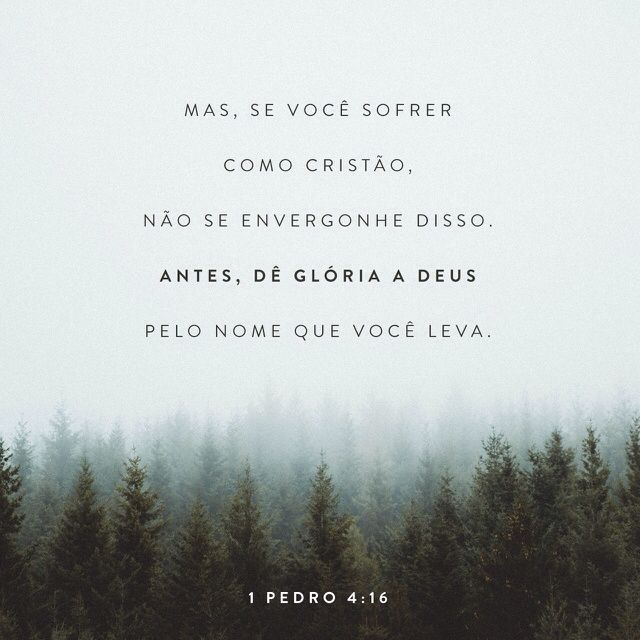 MAS, SE VOCÊ SOFRER
COMO CRISTÃO,
NÃO SE ENVERGONHE DISSO.
ANTES, DÊ GLÓRIA A DEUS
PELO NOME QUE VOCÊ LEVA.
1 PEDRO 4:16